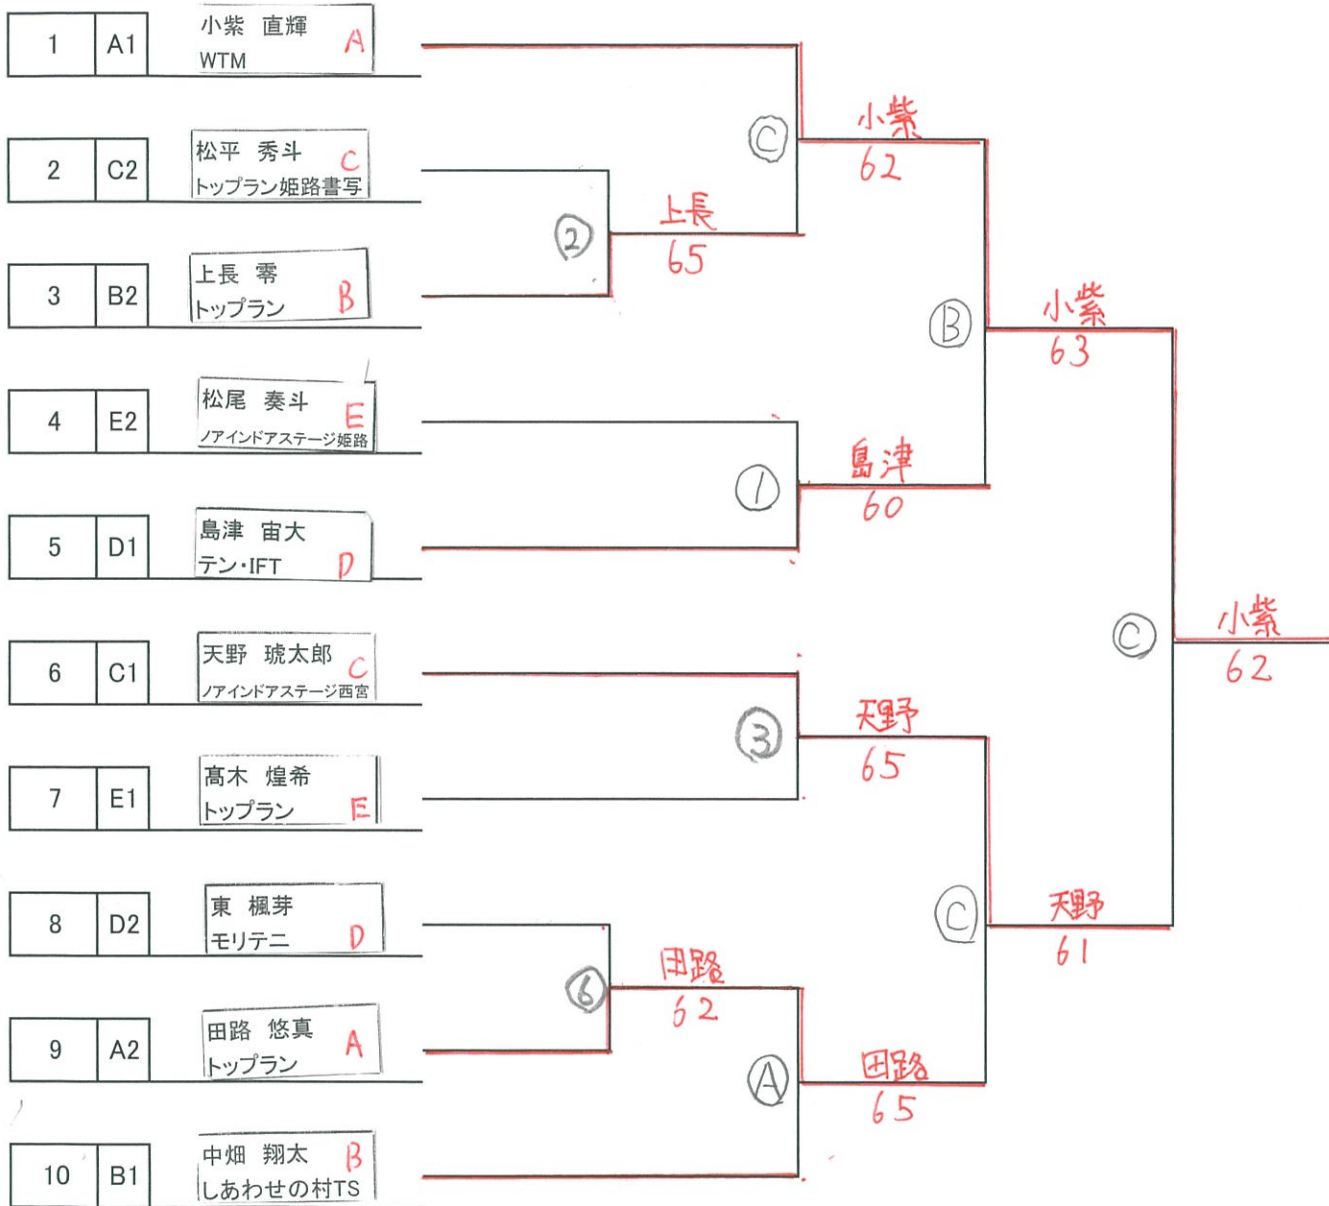 1 A1 小紫 直輝 A
WTM
2 C2 松平 秀斗 C
トップラン姫路書写
3 B2 上長 零
トップラン B
4 E2 松尾 奏斗 E
ノアインドアステージ姫路
5 D1 島津 宙大
テン・IFT D
6 C1 天野 琥太郎 C
ノアインドアステージ西宮
7 E1 髙木 煌希
トップラン E
8 D2 東 楓芽
モリテニ D
9 A2 田路 悠真 A
トップラン
10 B1 中畑 翔太 B
しあわせの村TS
②
上長
65
①
島津
60
③
天野
65
⑥
田路
62
Ⓒ
小紫
62
Ⓐ
田路
65
Ⓑ
小紫
63
Ⓒ
天野
61
Ⓒ
小紫
62